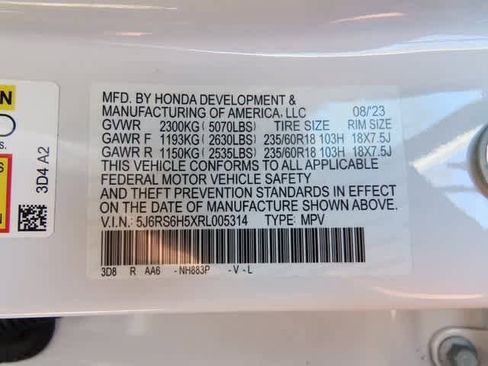 MFD. BY HONDA DEVELOPMENT &
MANUFACTURING OF AMERICA, LLC 08/23
GVWR 2300KG (5070LBS) TIRE SIZE RIM SIZE
GAWR F 1193KG (2630LBS) 235/60R18 103H 18X7.5J
GAWR R 1150KG (2535LBS) 235/60R18 103H 18X7.5J
THIS VEHICLE CONFORMS TO ALL APPLICABLE
FEDERAL MOTOR VEHICLE SAFETY
AND THEFT PREVENTION STANDARDS IN EFFECT
ON THE DATE OF MANUFACTURE SHOWN ABOVE.
V.I.N.: 5J6RS6H5XRL005314 TYPE: MPV
3D8 R AA6 -NH883P -V-L
3D4 A2